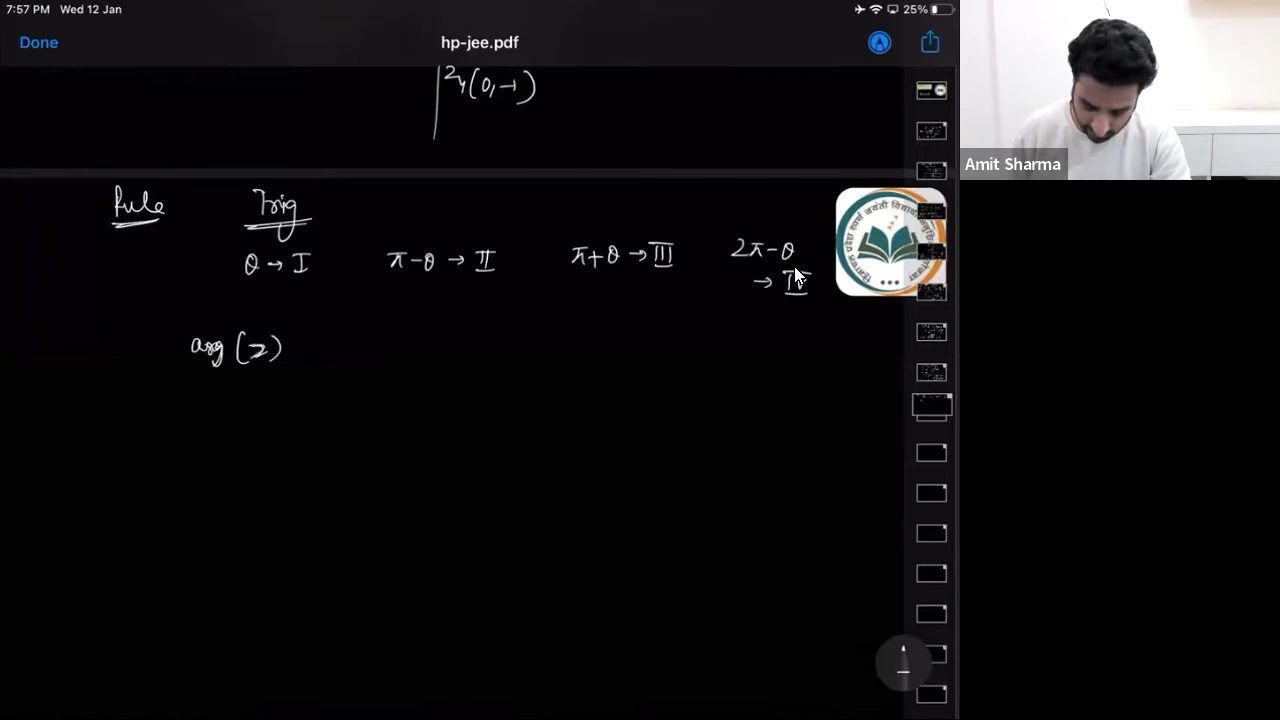 7:57 PM Wed 12 Jan
25%
Done
hp-jee.pdf
(0,-1)
Amit Sharma
Rule Trig
θ → I π-θ → II π+θ → III 2π-θ
→ IV
arg (z)